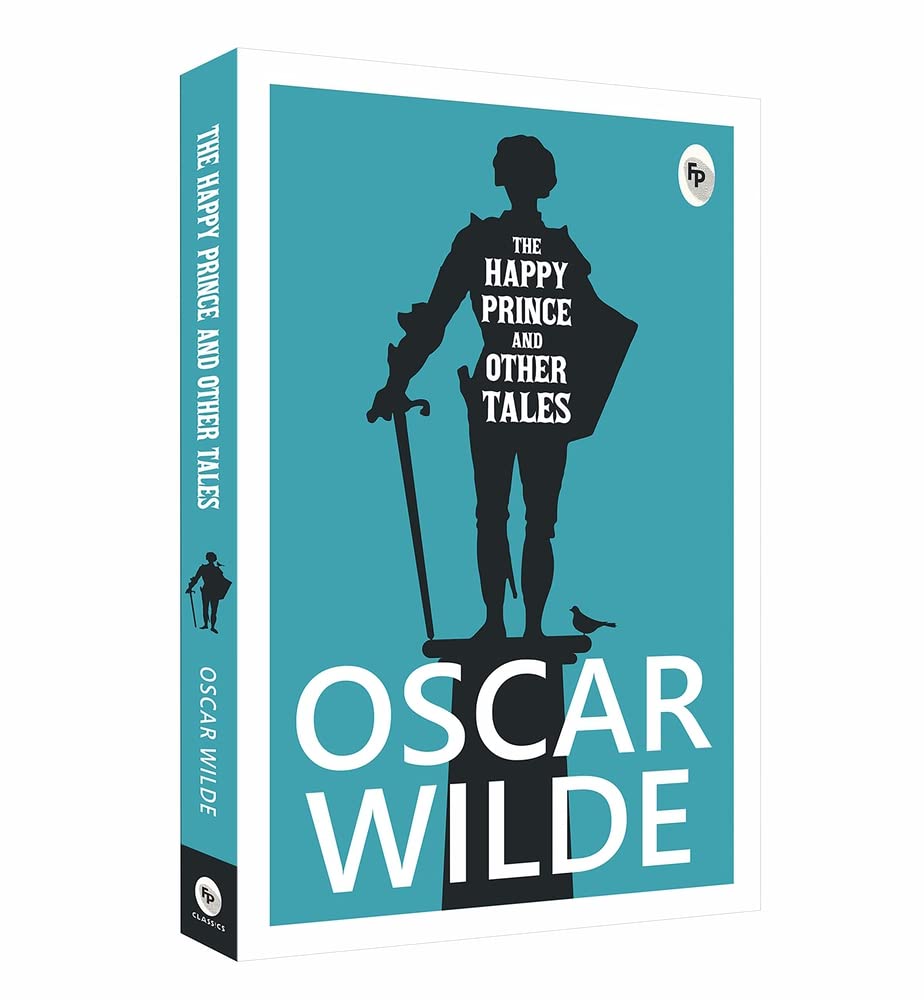 THE HAPPY PRINCE AND OTHER TALES
OSCAR WILDE
FP
CLASSICS
THE
HAPPY
PRINCE
AND
OTHER
TALES
FP
OSCAR
WILDE